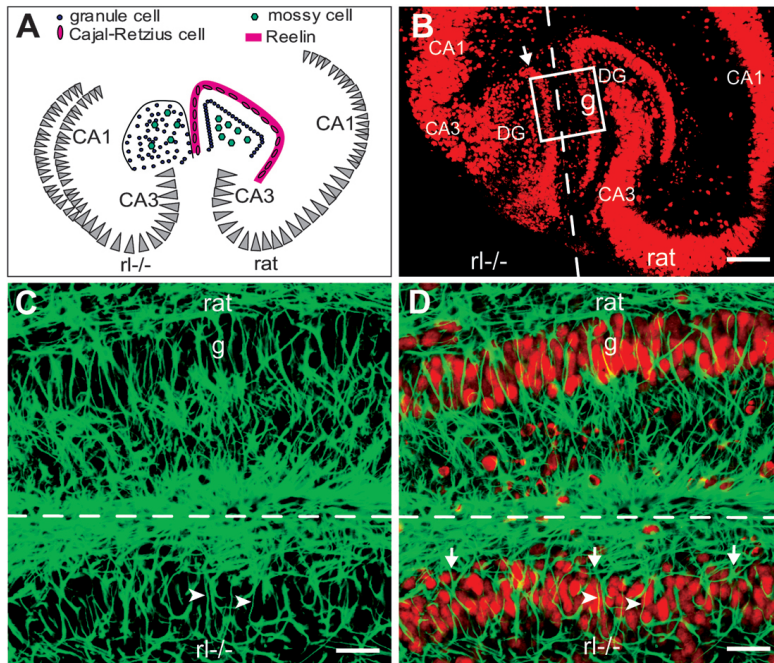 A
granule cell
mossy cell
Cajal-Retzius cell
Reelin
CA1
CA1
CA3
CA3
rl-/-
rat
B
CA1
DG
CA1
g
CA3
DG
CA3
rl-/-
rat
C
rat
g
rl-/-
D
rat
g
rl-/-